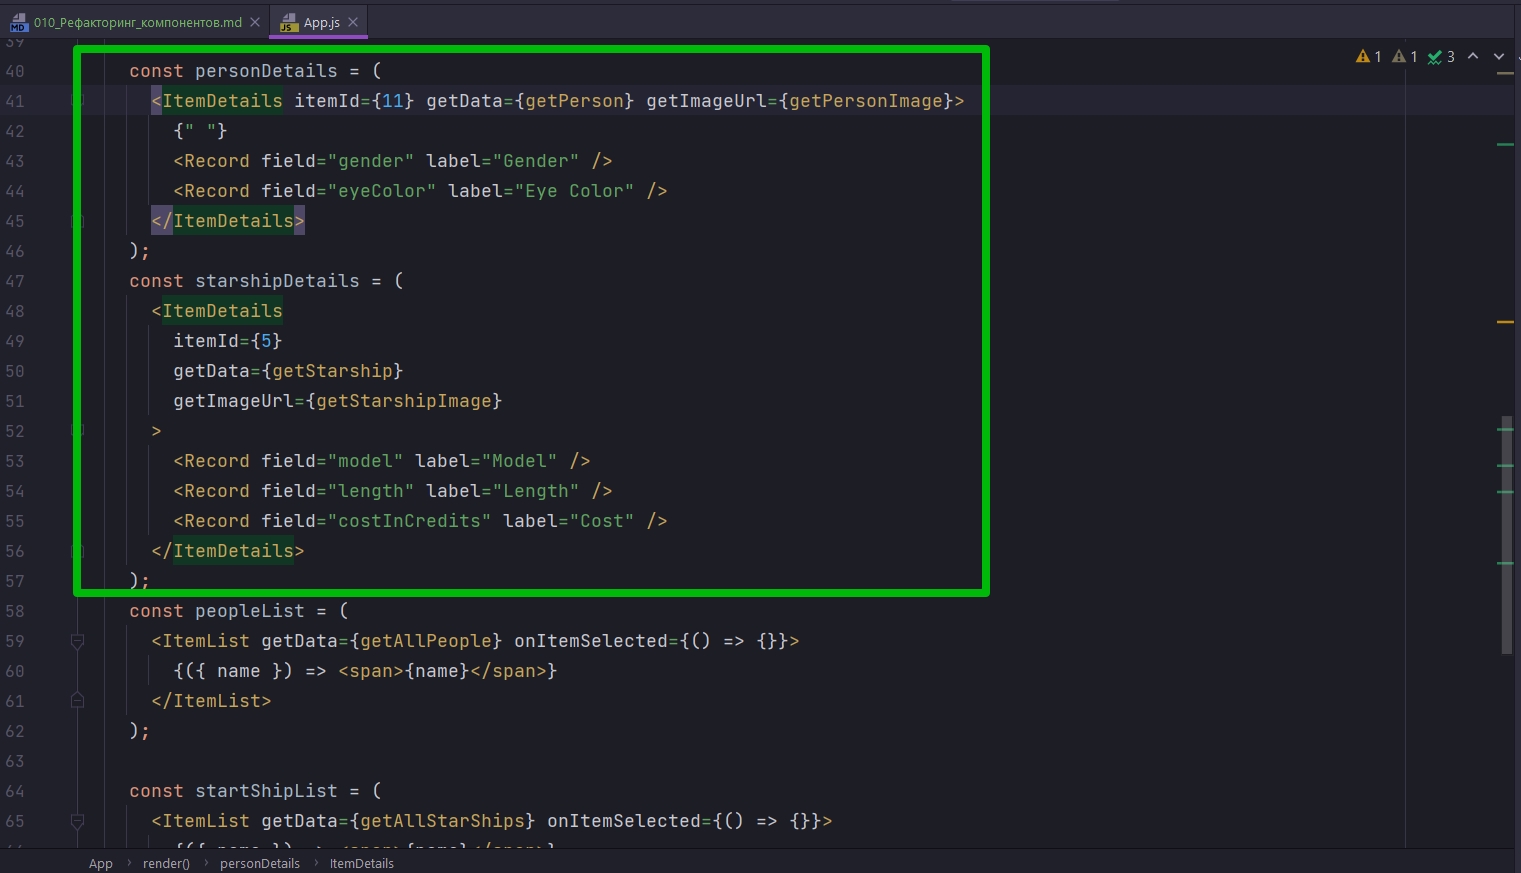 010_Рефакторинг_компонентов.md App.js
39
1 1 3
40 const personDetails = (
41 <ItemDetails itemId={11} getData={getPerson} getImageUrl={getPersonImage}>
42 {" "}
43 <Record field="gender" label="Gender" />
44 <Record field="eyeColor" label="Eye Color" />
45 </ItemDetails>
46 );
47 const starshipDetails = (
48 <ItemDetails
49 itemId={5}
50 getData={getStarship}
51 getImageUrl={getStarshipImage}
52 >
53 <Record field="model" label="Model" />
54 <Record field="length" label="Length" />
55 <Record field="costInCredits" label="Cost" />
56 </ItemDetails>
57 );
58 const peopleList = (
59 <ItemList getData={getAllPeople} onItemSelected={() => {}}>
60 {({ name }) => <span>{name}</span>}
61 </ItemList>
62 );
63
64 const startShipList = (
65 <ItemList getData={getAllStarShips} onItemSelected={() => {}}>
{({ name }) => <span>{name}</span>}
App > render() > personDetails > ItemDetails